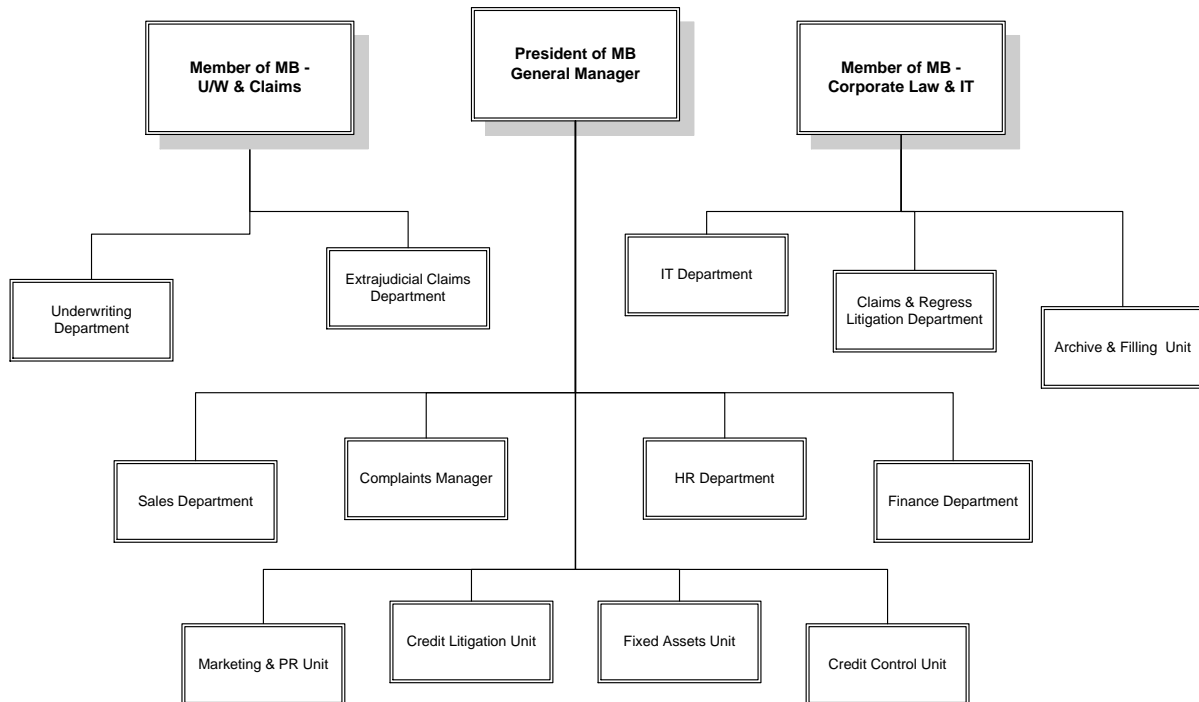 Member of MB -
U/W & Claims
President of MB
General Manager
Member of MB -
Corporate Law & IT
Underwriting
Department
Extrajudicial Claims
Department
IT Department
Claims & Regress
Litigation Department
Archive & Filling Unit
Sales Department
Complaints Manager
HR Department
Finance Department
Marketing & PR Unit
Credit Litigation Unit
Fixed Assets Unit
Credit Control Unit